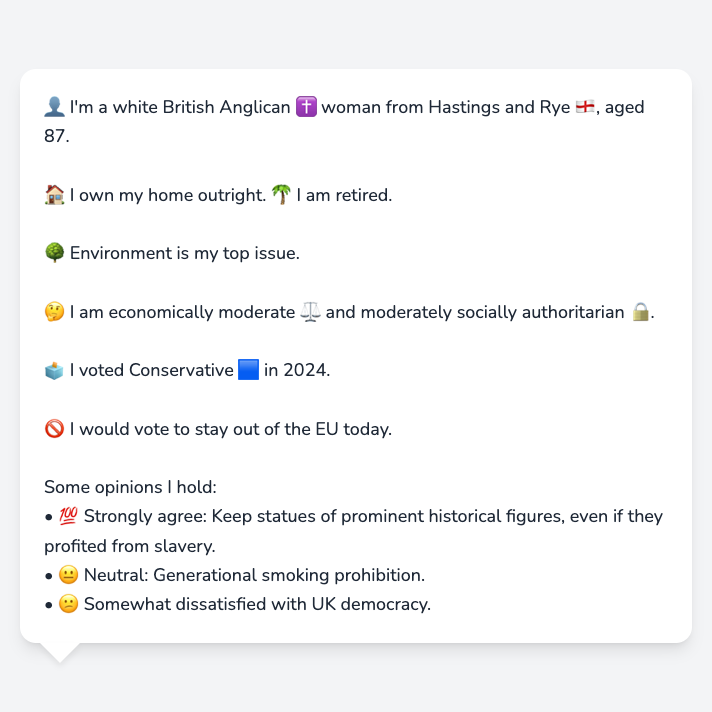 👤 I'm a white British Anglican ✝️ woman from Hastings and Rye 🏴󠁧󠁢󠁥󠁮󠁧󠁿, aged
87.
🏠 I own my home outright. 🌴 I am retired.
🌳 Environment is my top issue.
🤔 I am economically moderate ⚖️ and moderately socially authoritarian 🔒.
🗳️ I voted Conservative 🟦 in 2024.
🚫 I would vote to stay out of the EU today.
Some opinions I hold:
• 💯 Strongly agree: Keep statues of prominent historical figures, even if they
profited from slavery.
• 😐 Neutral: Generational smoking prohibition.
• 😕 Somewhat dissatisfied with UK democracy.